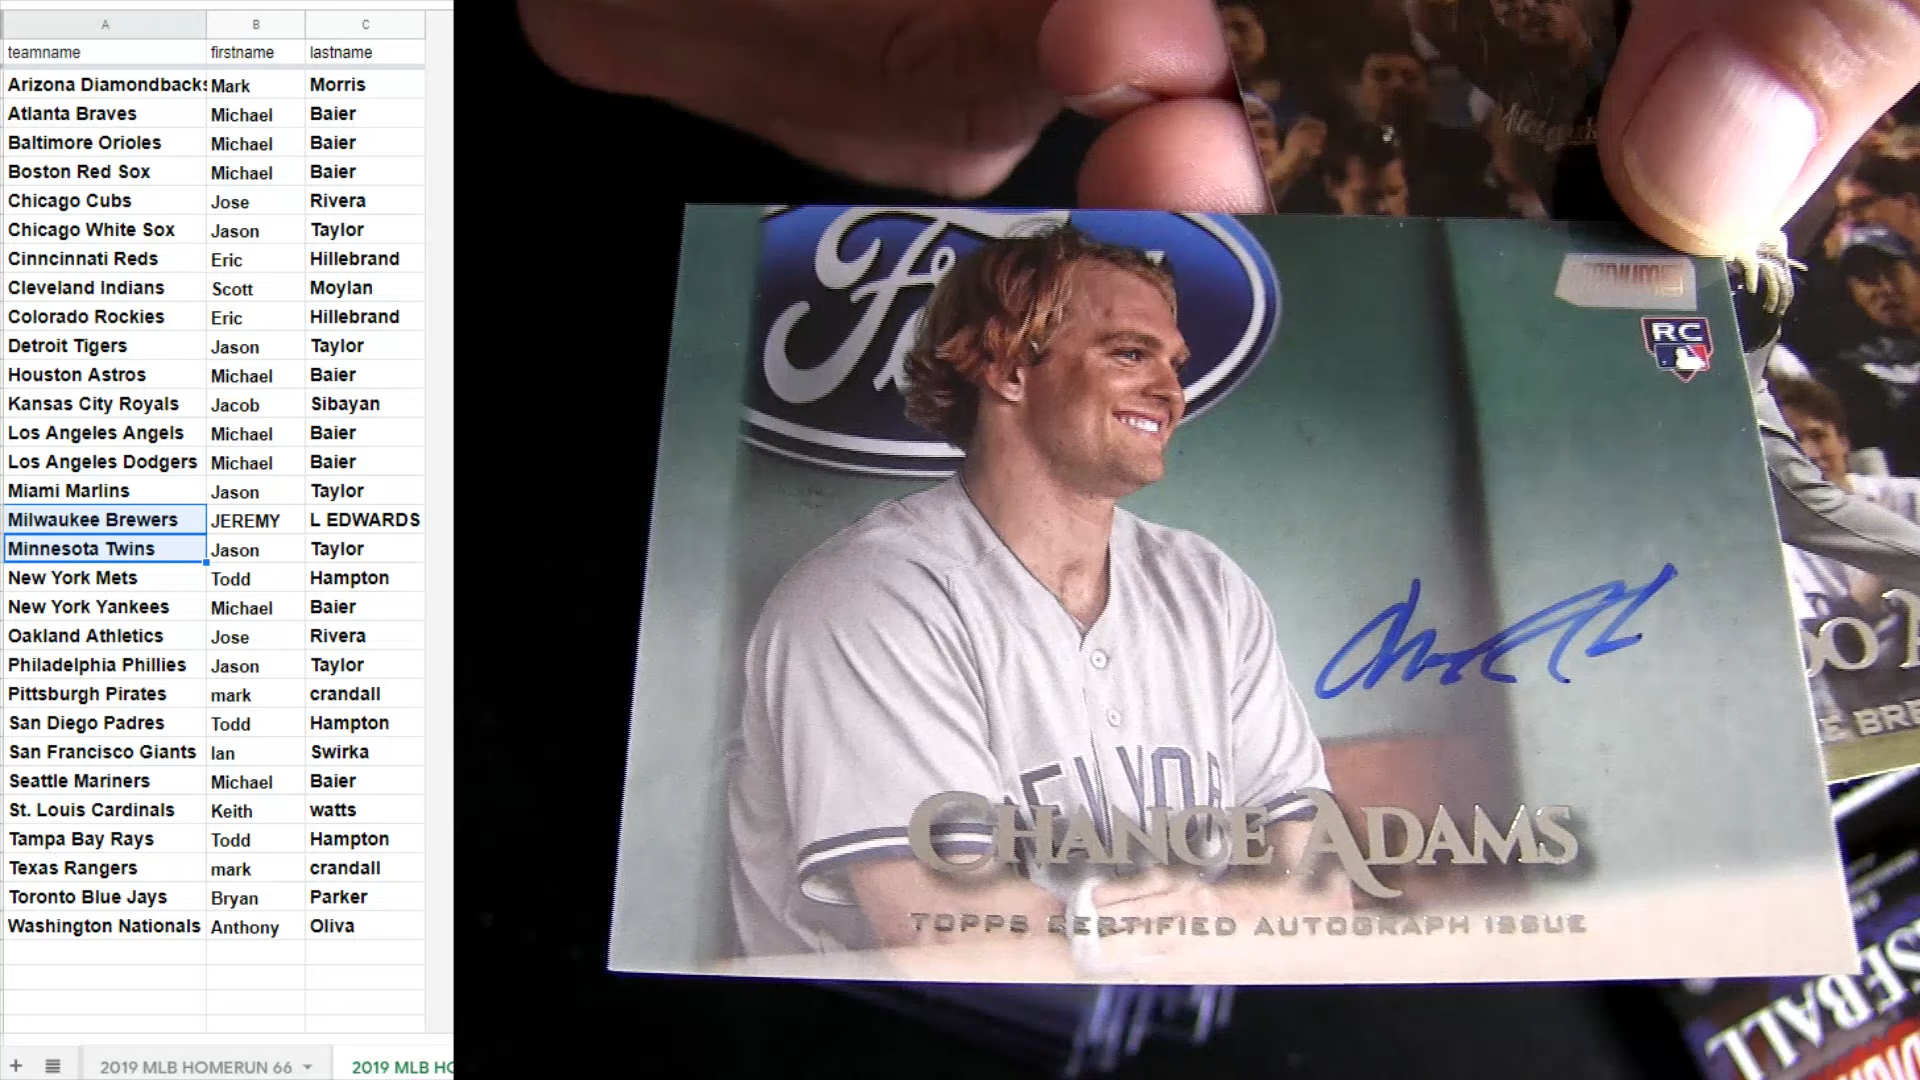 A B C
teamname firstname lastname
Arizona Diamondbacks Mark Morris
Atlanta Braves Michael Baier
Baltimore Orioles Michael Baier
Boston Red Sox Michael Baier
Chicago Cubs Jose Rivera
Chicago White Sox Jason Taylor
Cinncinnati Reds Eric Hillebrand
Cleveland Indians Scott Moylan
Colorado Rockies Eric Hillebrand
Detroit Tigers Jason Taylor
Houston Astros Michael Baier
Kansas City Royals Jacob Sibayan
Los Angeles Angels Michael Baier
Los Angeles Dodgers Michael Baier
Miami Marlins Jason Taylor
Milwaukee Brewers JEREMY L EDWARDS
Minnesota Twins Jason Taylor
New York Mets Todd Hampton
New York Yankees Michael Baier
Oakland Athletics Jose Rivera
Philadelphia Phillies Jason Taylor
Pittsburgh Pirates mark crandall
San Diego Padres Todd Hampton
San Francisco Giants Ian Swirka
Seattle Mariners Michael Baier
St. Louis Cardinals Keith watts
Tampa Bay Rays Todd Hampton
Texas Rangers mark crandall
Toronto Blue Jays Bryan Parker
Washington Nationals Anthony Oliva
2019 MLB HOMERUN 66 2019 MLB HO
STADIUM
RC
CHANCE ADAMS
TOPPS CERTIFIED AUTOGRAPH ISSUE